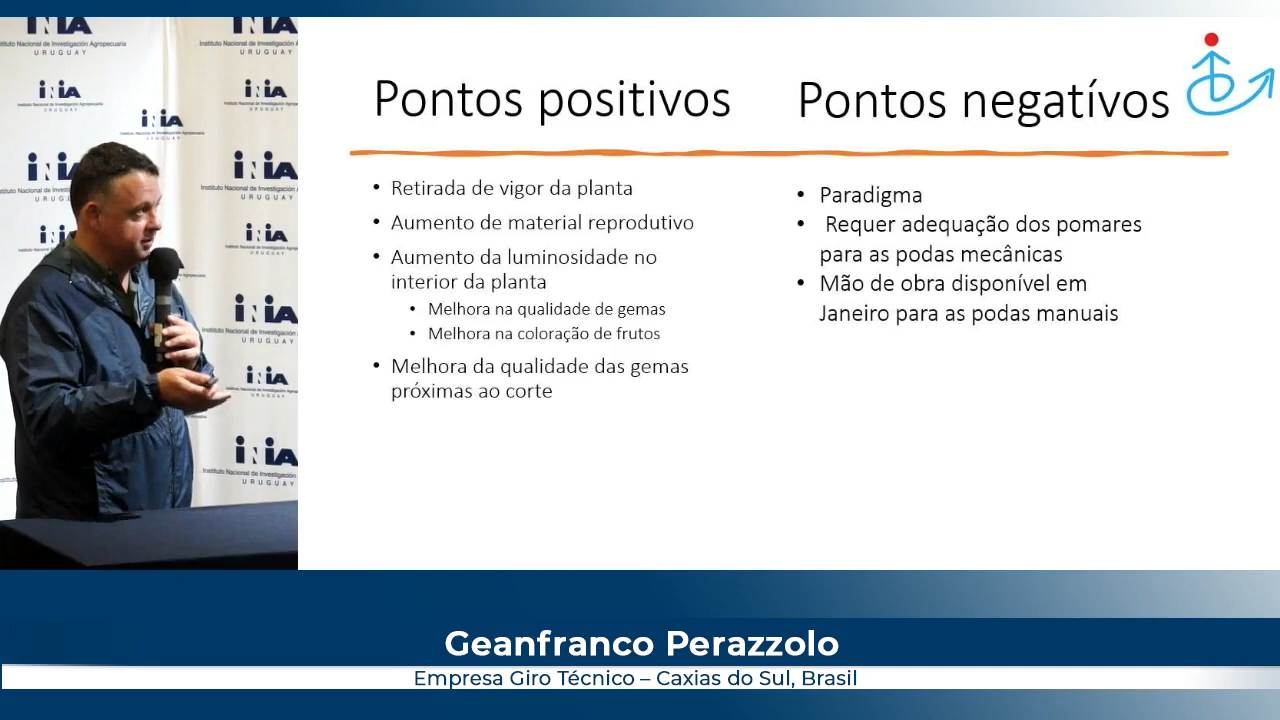 INIA
Instituto Nacional de Investigación Agropecuaria
URUGUAY
Pontos positivos
• Retirada de vigor da planta
• Aumento de material reprodutivo
• Aumento da luminosidade no
interior da planta
• Melhora na qualidade de gemas
• Melhora na coloração de frutos
• Melhora da qualidade das gemas
próximas ao corte
Pontos negatívos
• Paradigma
• Requer adequação dos pomares
para as podas mecânicas
• Mão de obra disponível em
Janeiro para as podas manuais
Geanfranco Perazzolo
Empresa Giro Técnico – Caxias do Sul, Brasil